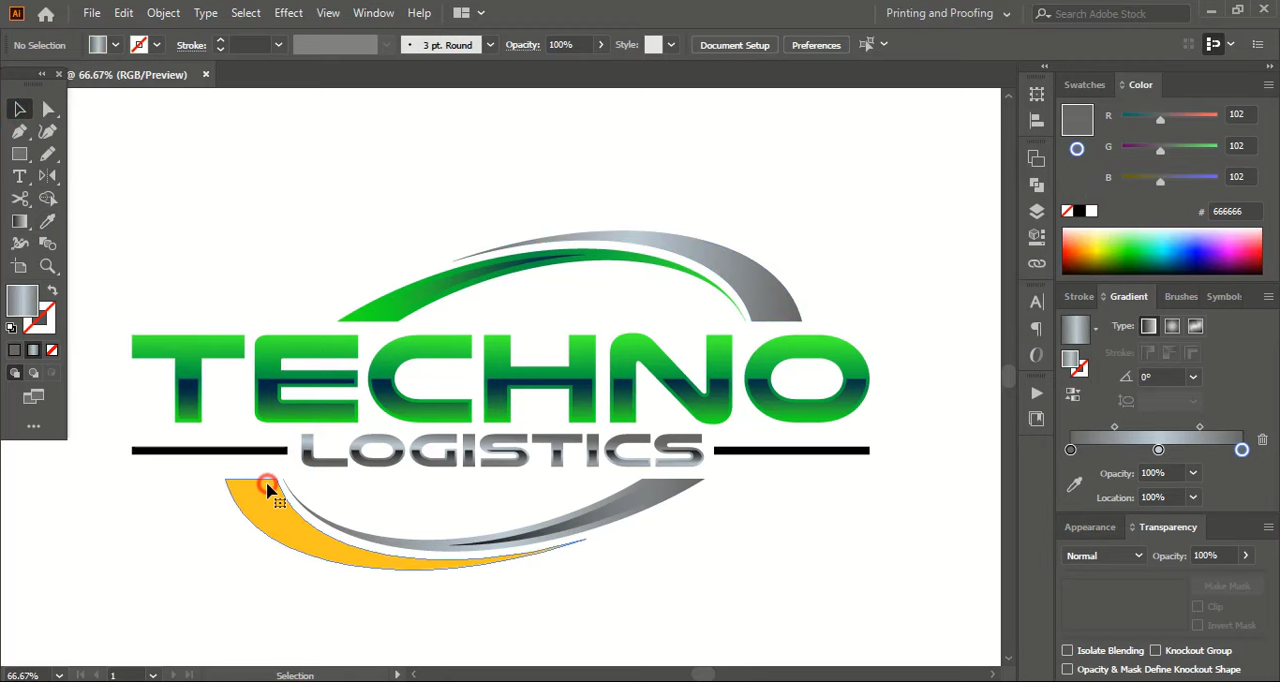 Ai File Edit Object Type Select Effect View Window Help Printing and Proofing Search Adobe Stock
No Selection Stroke: 3 pt. Round Opacity: 100% Style: Document Setup Preferences
@ 66.67% (RGB/Preview)
Swatches Color
R 102
G 102
B 102
# 666666
Stroke Gradient Brushes Symbol:
Type:
Stroke:
0°
TECHNO
LOGISTICS
Opacity: 100%
Location: 100%
Appearance Transparency
Normal Opacity: 100%
Make Mask
Clip
Invert Mask
Isolate Blending Knockout Group
Opacity & Mask Define Knockout Shape
66.67% 1 Selection